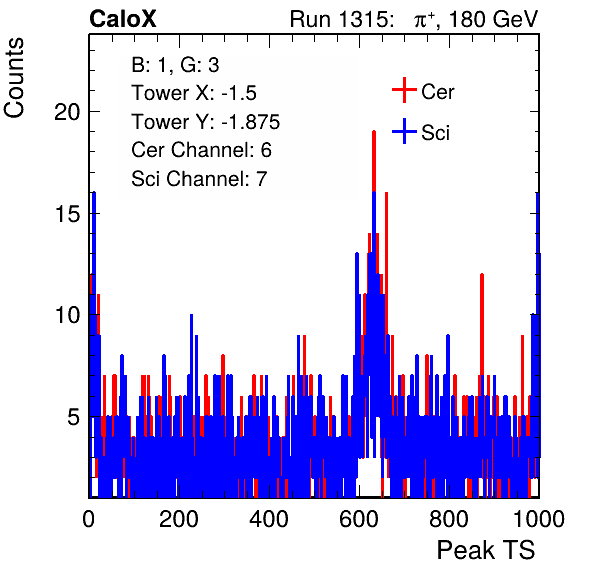 CaloX Run 1315: π⁺, 180 GeV
Counts
B: 1, G: 3
Tower X: -1.5
Tower Y: -1.875
Cer Channel: 6
Sci Channel: 7
Cer
Sci
20
15
10
5
0 200 400 600 800 1000
Peak TS